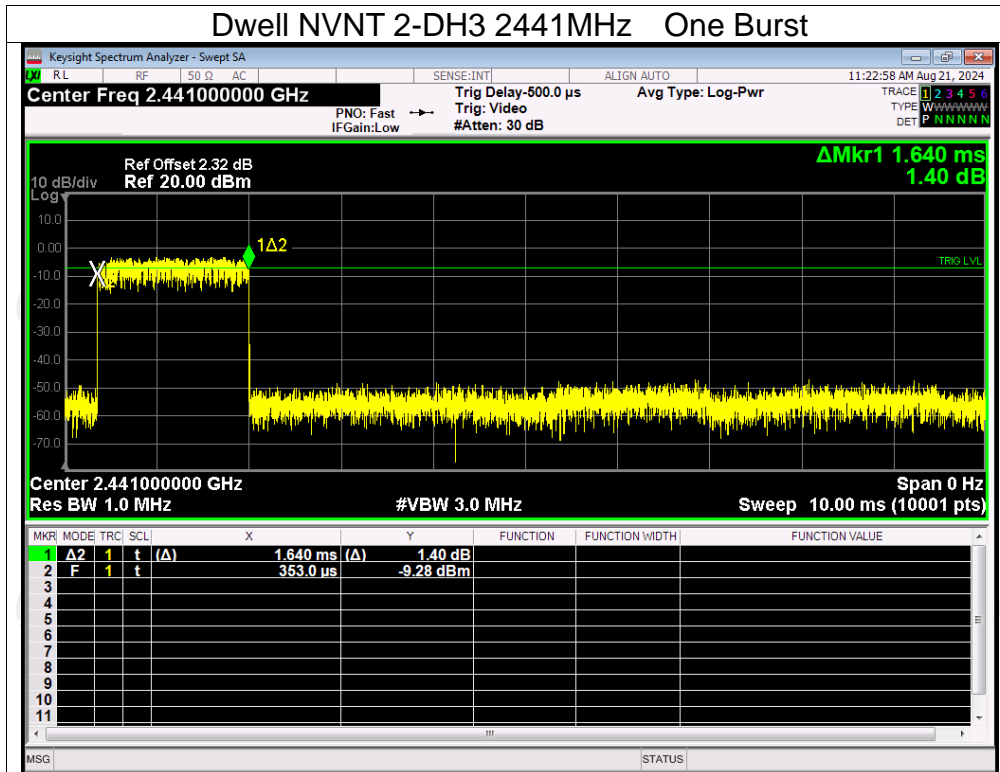 Dwell NVNT 2-DH3 2441MHz One Burst
Keysight Spectrum Analyzer - Swept SA
LXI RL RF 50 Ω AC SENSE:INT ALIGN AUTO 11:22:58 AM Aug 21, 2024
Center Freq 2.441000000 GHz Trig Delay-500.0 µs Avg Type: Log-Pwr TRACE 1 2 3 4 5 6
PNO: Fast Trig: Video TYPE WWWWWW
IFGain:Low #Atten: 30 dB DET P N N N N N
ΔMkr1 1.640 ms
1.40 dB
Ref Offset 2.32 dB
10 dB/div Ref 20.00 dBm
Log
10.0
0.00
1Δ2
TRIG LVL
-10.0
-20.0
-30.0
-40.0
-50.0
-60.0
-70.0
Center 2.441000000 GHz Span 0 Hz
Res BW 1.0 MHz #VBW 3.0 MHz Sweep 10.00 ms (10001 pts)
MKR MODE TRC SCL X Y FUNCTION FUNCTION WIDTH FUNCTION VALUE
1 Δ2 1 t (Δ) 1.640 ms (Δ) 1.40 dB
2 F 1 t 353.0 µs -9.28 dBm
3
4
5
6
7
8
9
10
11
MSG STATUS